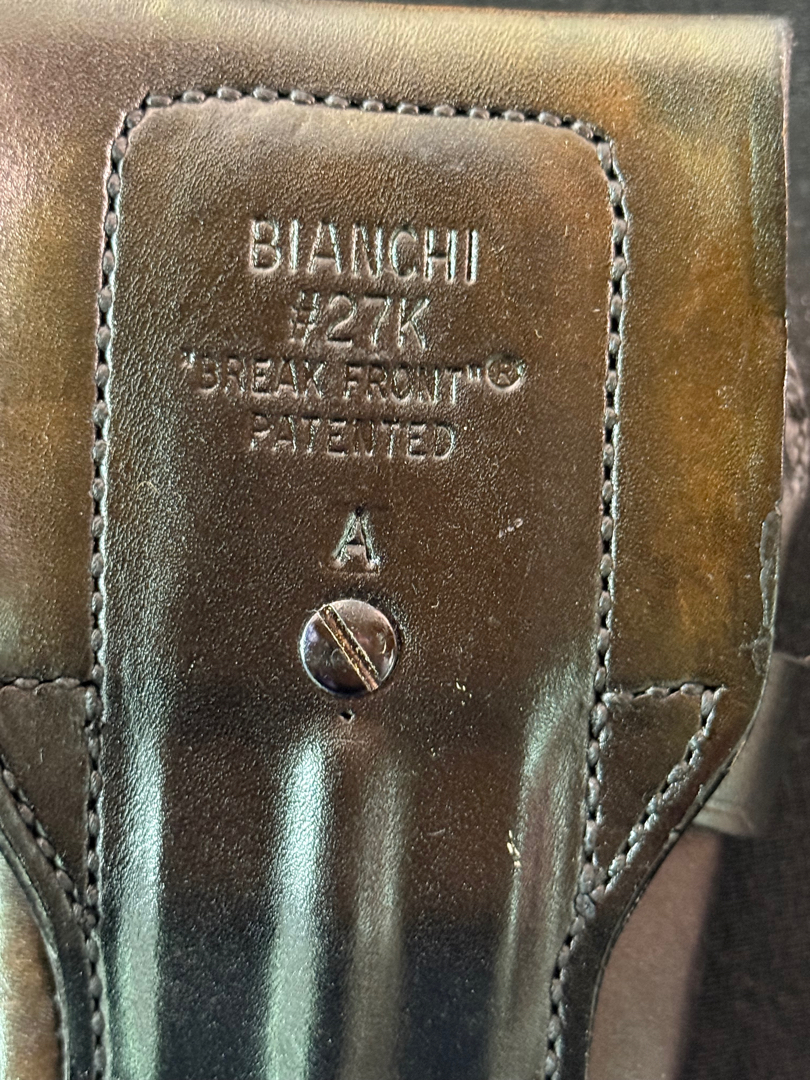 BIANCHI
#27K
"BREAK FRONT"®
PATENTED
A